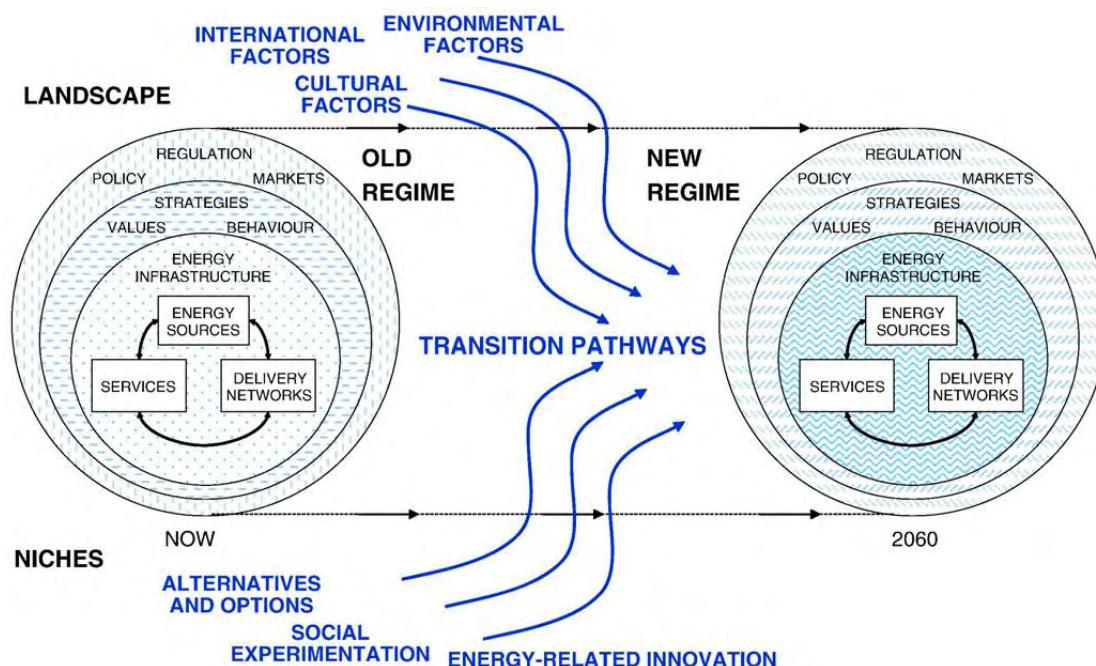 INTERNATIONAL
FACTORS
ENVIRONMENTAL
FACTORS
CULTURAL
FACTORS
LANDSCAPE
OLD
REGIME
NEW
REGIME
REGULATION
POLICY
MARKETS
STRATEGIES
VALUES
BEHAVIOUR
ENERGY
INFRASTRUCTURE
ENERGY
SOURCES
SERVICES
DELIVERY
NETWORKS
TRANSITION PATHWAYS
REGULATION
POLICY
MARKETS
STRATEGIES
VALUES
BEHAVIOUR
ENERGY
INFRASTRUCTURE
ENERGY
SOURCES
SERVICES
DELIVERY
NETWORKS
NOW
2060
NICHES
ALTERNATIVES
AND OPTIONS
SOCIAL
EXPERIMENTATION
ENERGY-RELATED INNOVATION